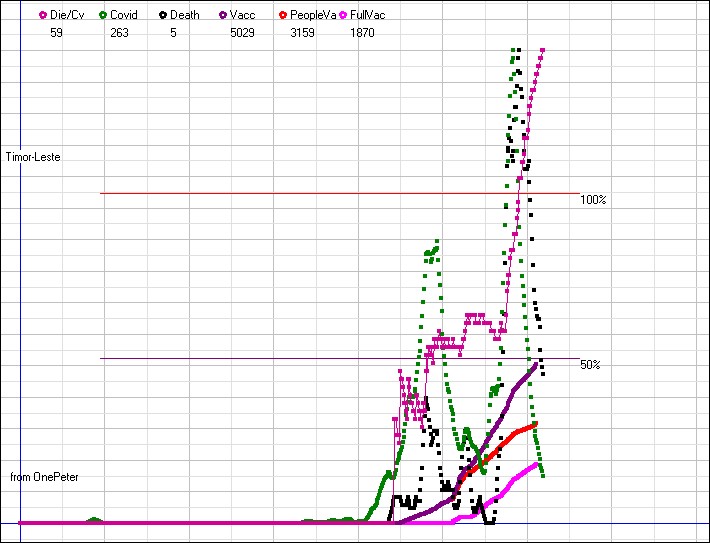 Die/Cv Covid Death Vacc PeopleVa FullVac
59 263 5 5029 3159 1870
Timor-Leste
100%
50%
from OnePeter